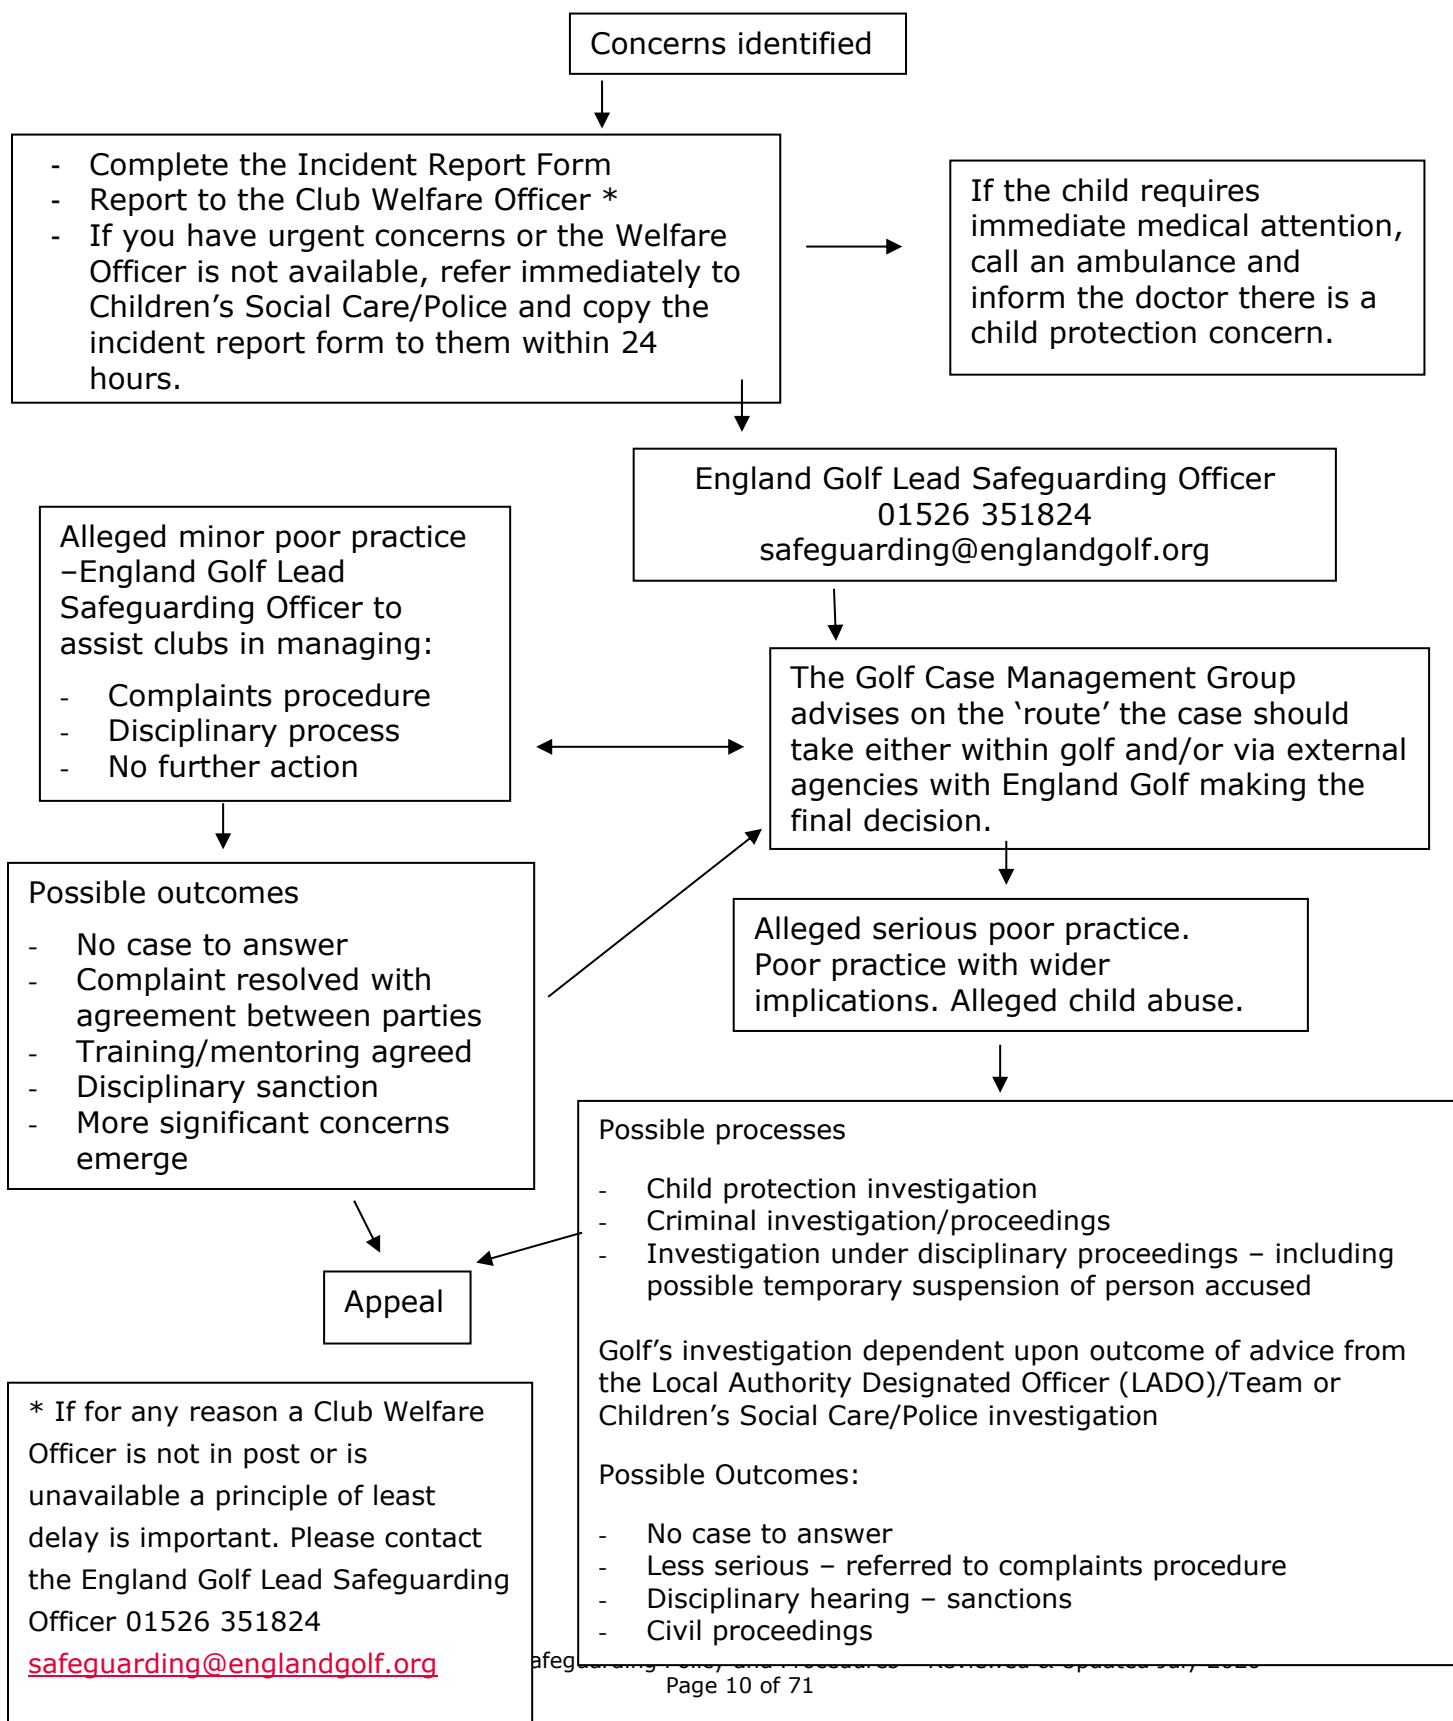 Concerns identified
- Complete the Incident Report Form
- Report to the Club Welfare Officer *
- If you have urgent concerns or the Welfare
Officer is not available, refer immediately to
Children’s Social Care/Police and copy the
incident report form to them within 24
hours.
If the child requires
immediate medical attention,
call an ambulance and
inform the doctor there is a
child protection concern.
England Golf Lead Safeguarding Officer
01526 351824
safeguarding@englandgolf.org
Alleged minor poor practice
–England Golf Lead
Safeguarding Officer to
assist clubs in managing:
- Complaints procedure
- Disciplinary process
- No further action
The Golf Case Management Group
advises on the ‘route’ the case should
take either within golf and/or via external
agencies with England Golf making the
final decision.
Possible outcomes
- No case to answer
- Complaint resolved with
agreement between parties
- Training/mentoring agreed
- Disciplinary sanction
- More significant concerns
emerge
Alleged serious poor practice.
Poor practice with wider
implications. Alleged child abuse.
Possible processes
- Child protection investigation
- Criminal investigation/proceedings
- Investigation under disciplinary proceedings – including
possible temporary suspension of person accused
Golf’s investigation dependent upon outcome of advice from
the Local Authority Designated Officer (LADO)/Team or
Children’s Social Care/Police investigation
Possible Outcomes:
- No case to answer
- Less serious – referred to complaints procedure
- Disciplinary hearing – sanctions
- Civil proceedings
Appeal
* If for any reason a Club Welfare
Officer is not in post or is
unavailable a principle of least
delay is important. Please contact
the England Golf Lead Safeguarding
Officer 01526 351824
safeguarding@englandgolf.org
Policy and Procedures Reviewed & Updated July
Page 10 of 71